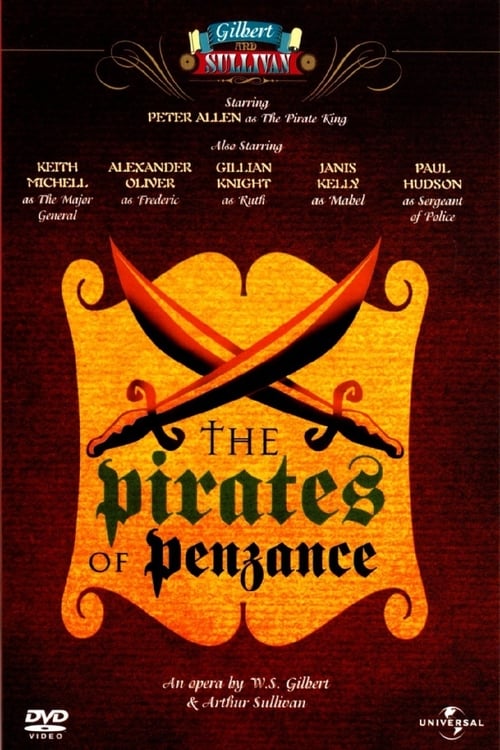 Gilbert
AND
SULLIVAN
Starring
PETER ALLEN as The Pirate King
Also Starring
KEITH MICHELL as The Major General
ALEXANDER OLIVER as Frederic
GILLIAN KNIGHT as Ruth
JANIS KELLY as Mabel
PAUL HUDSON as Sergeant of Police
THE
pirates
OF Penzance
An opera by W.S. Gilbert
& Arthur Sullivan
DVD
VIDEO
UNIVERSAL